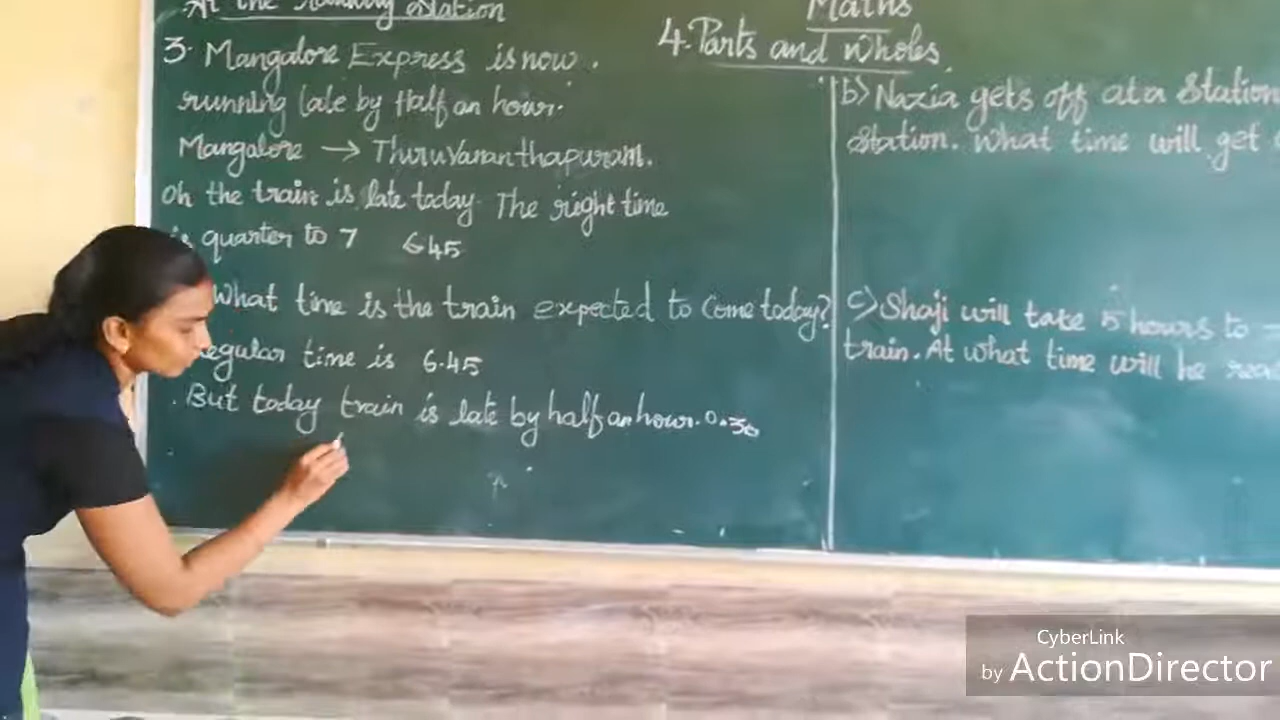 At the Railway Station
3. Mangalore Express is now.
running late by Half an hour.
Mangalore → Thiruvananthapuram.
Oh the train is late today. The right time
is quarter to 7 645
What time is the train expected to come today?
Regular time is 6.45
But today train is late by half an hour. 0.30
Maths
4. Parts and Wholes
b) Nazia gets off at a Station
Station. What time will get
c) Shaji will take 15 hours to
train. At what time will he
CyberLink
by ActionDirector